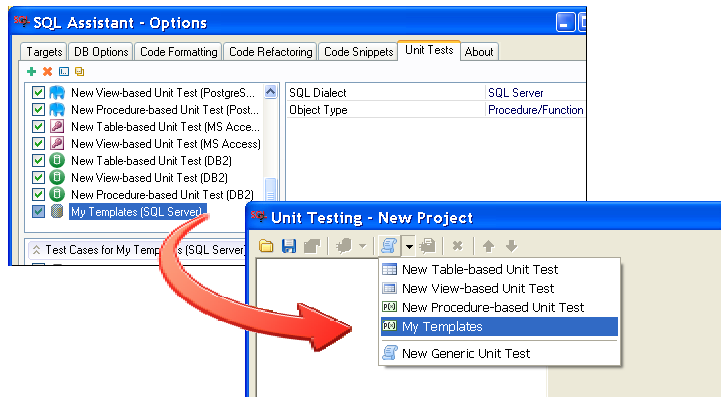 SQL Assistant - Options
Targets DB Options Code Formatting Code Refactoring Code Snippets Unit Tests About
New View-based Unit Test (PostgreS...
New Procedure-based Unit Test (Post...
New Table-based Unit Test (MS Acce...
New View-based Unit Test (MS Access)
New Table-based Unit Test (DB2)
New View-based Unit Test (DB2)
New Procedure-based Unit Test (DB2)
My Templates (SQL Server)
SQL Dialect SQL Server
Object Type Procedure/Function
Test Cases for My Templates (SQL Server)
Unit Testing - New Project
New Table-based Unit Test
New View-based Unit Test
P() New Procedure-based Unit Test
P() My Templates
New Generic Unit Test